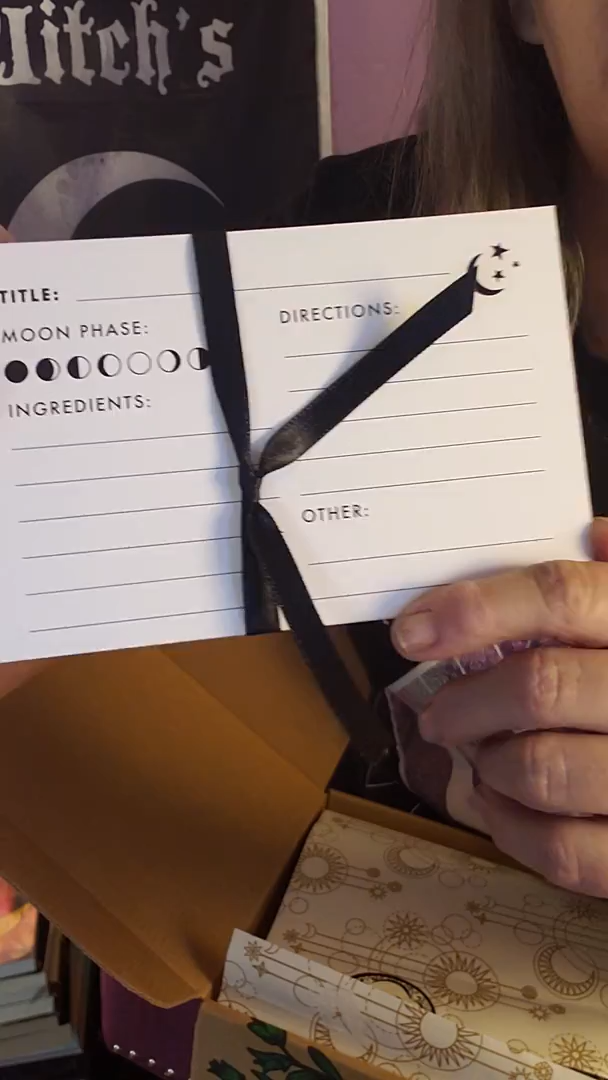 Witch's
TITLE:
MOON PHASE:
INGREDIENTS:
DIRECTIONS:
OTHER: